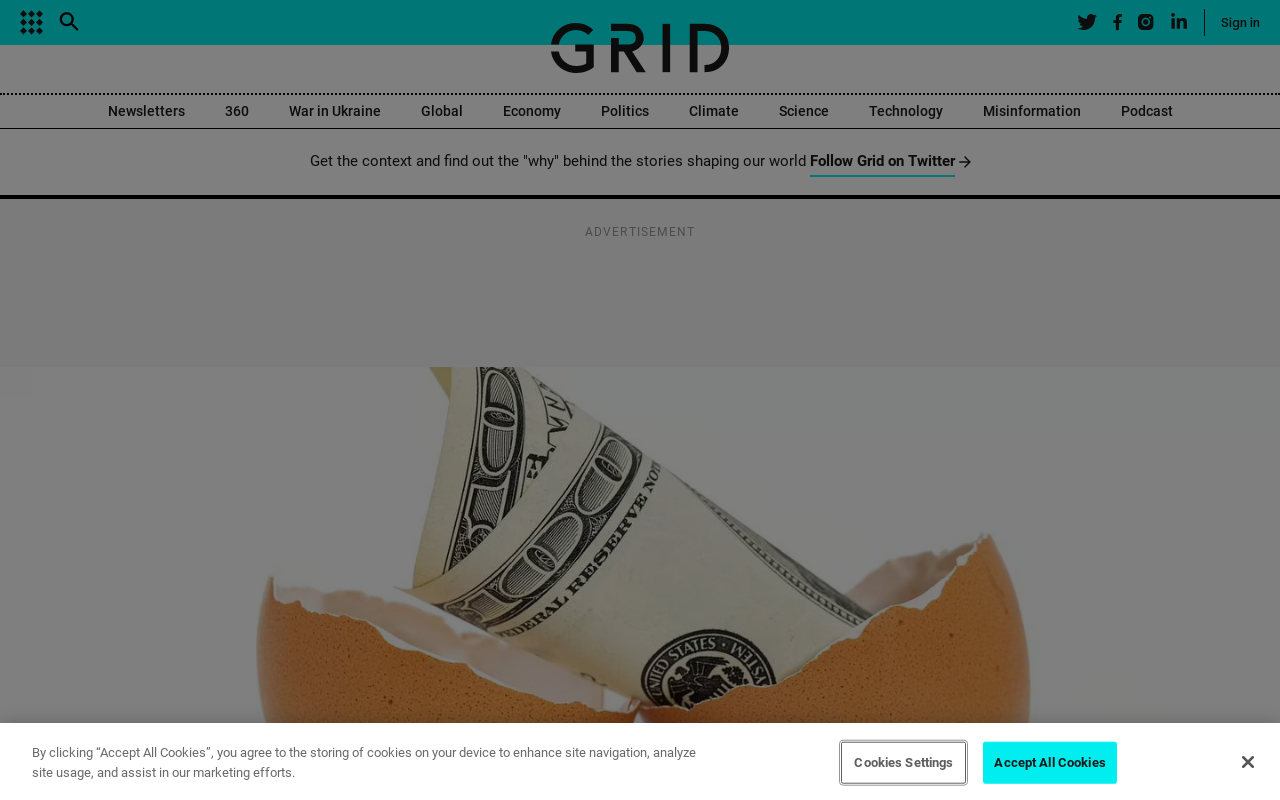 GRID
Sign in
Newsletters 360 War in Ukraine Global Economy Politics Climate Science Technology Misinformation Podcast
Get the context and find out the "why" behind the stories shaping our world Follow Grid on Twitter
ADVERTISEMENT
FEDERAL RESERVE NO
UNITED STATES
SYSTEM
By clicking “Accept All Cookies”, you agree to the storing of cookies on your device to enhance site navigation, analyze
site usage, and assist in our marketing efforts.
Cookies Settings
Accept All Cookies